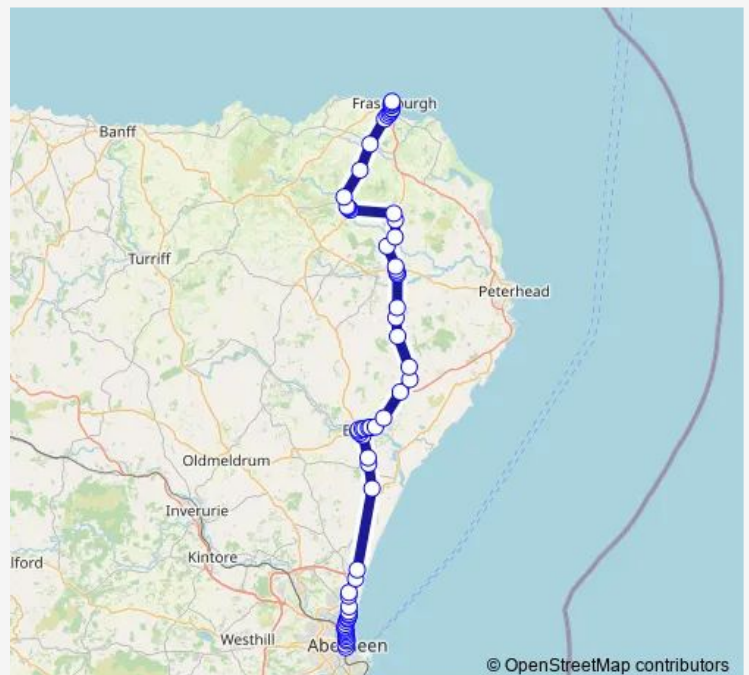 Banff
Turriff
Peterhead
Oldmeldrum
Inverurie
Kintore
lford
Westhill
© OpenStreetMap contributors